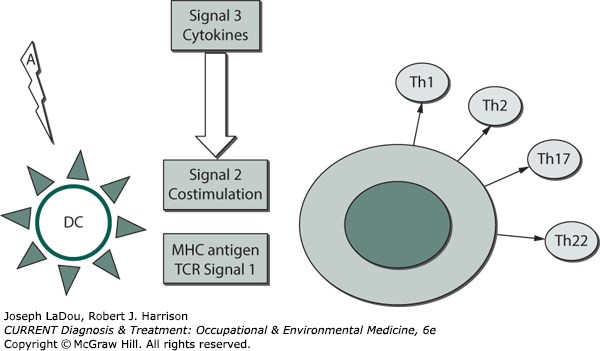 Signal 3
Cytokines
A
Th1
Th2
Th17
Th22
Signal 2
Costimulation
DC
MHC antigen
TCR Signal 1
Joseph LaDou, Robert J. Harrison
CURRENT Diagnosis & Treatment: Occupational & Environmental Medicine, 6e
Copyright © McGraw Hill. All rights reserved.